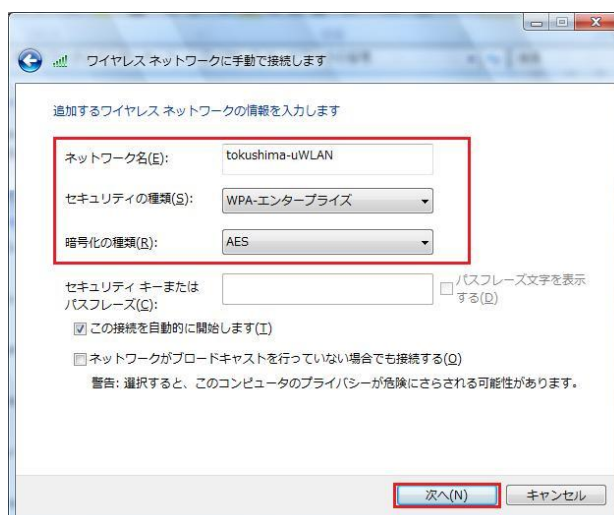 ワイヤレス ネットワークに手動で接続します
追加するワイヤレス ネットワークの情報を入力します
ネットワーク名(E): tokushima-uWLAN
セキュリティの種類(S): WPA-エンタープライズ
暗号化の種類(R): AES
セキュリティ キーまたは
パスフレーズ(C):
パスフレーズ文字を表示
する(D)
この接続を自動的に開始します(T)
ネットワークがブロードキャストを行っていない場合でも接続する(O)
警告: 選択すると、このコンピュータのプライバシーが危険にさらされる可能性があります。
次へ(N) キャンセル